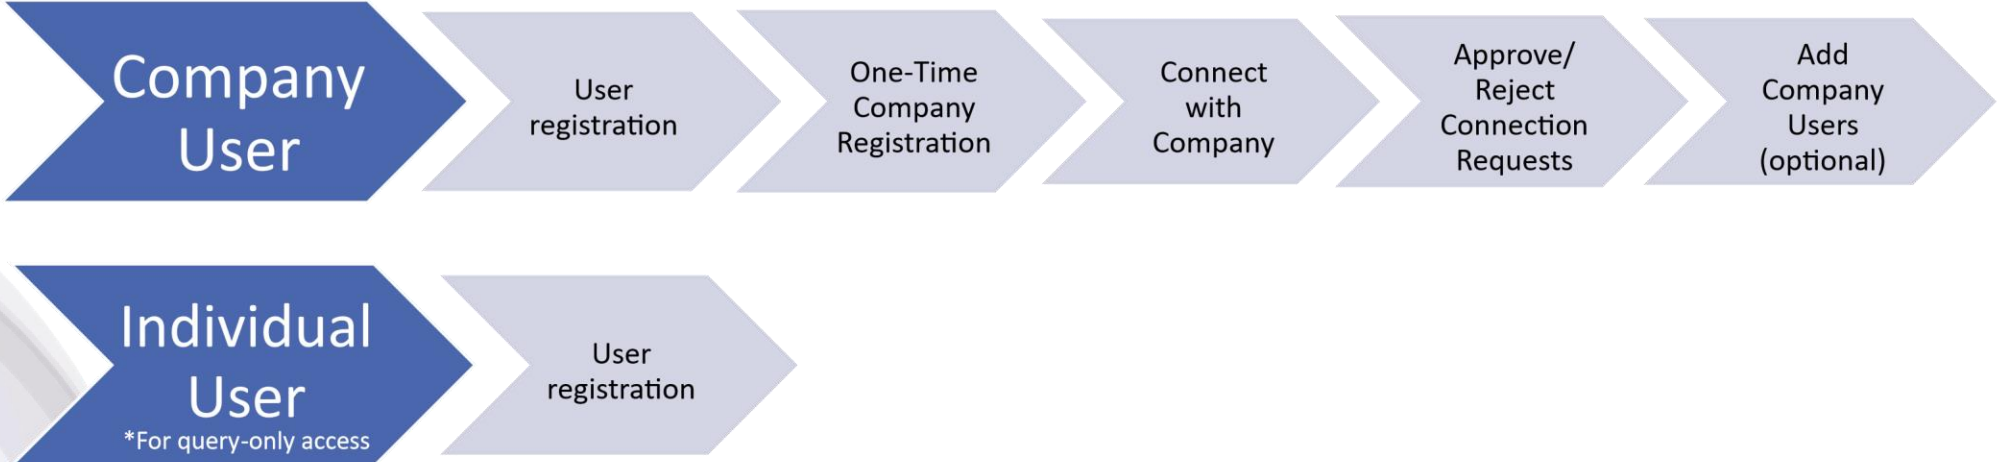 Company
User
User
registration
One-Time
Company
Registration
Connect
with
Company
Approve/
Reject
Connection
Requests
Add
Company
Users
(optional)
Individual
User
*For query-only access
User
registration